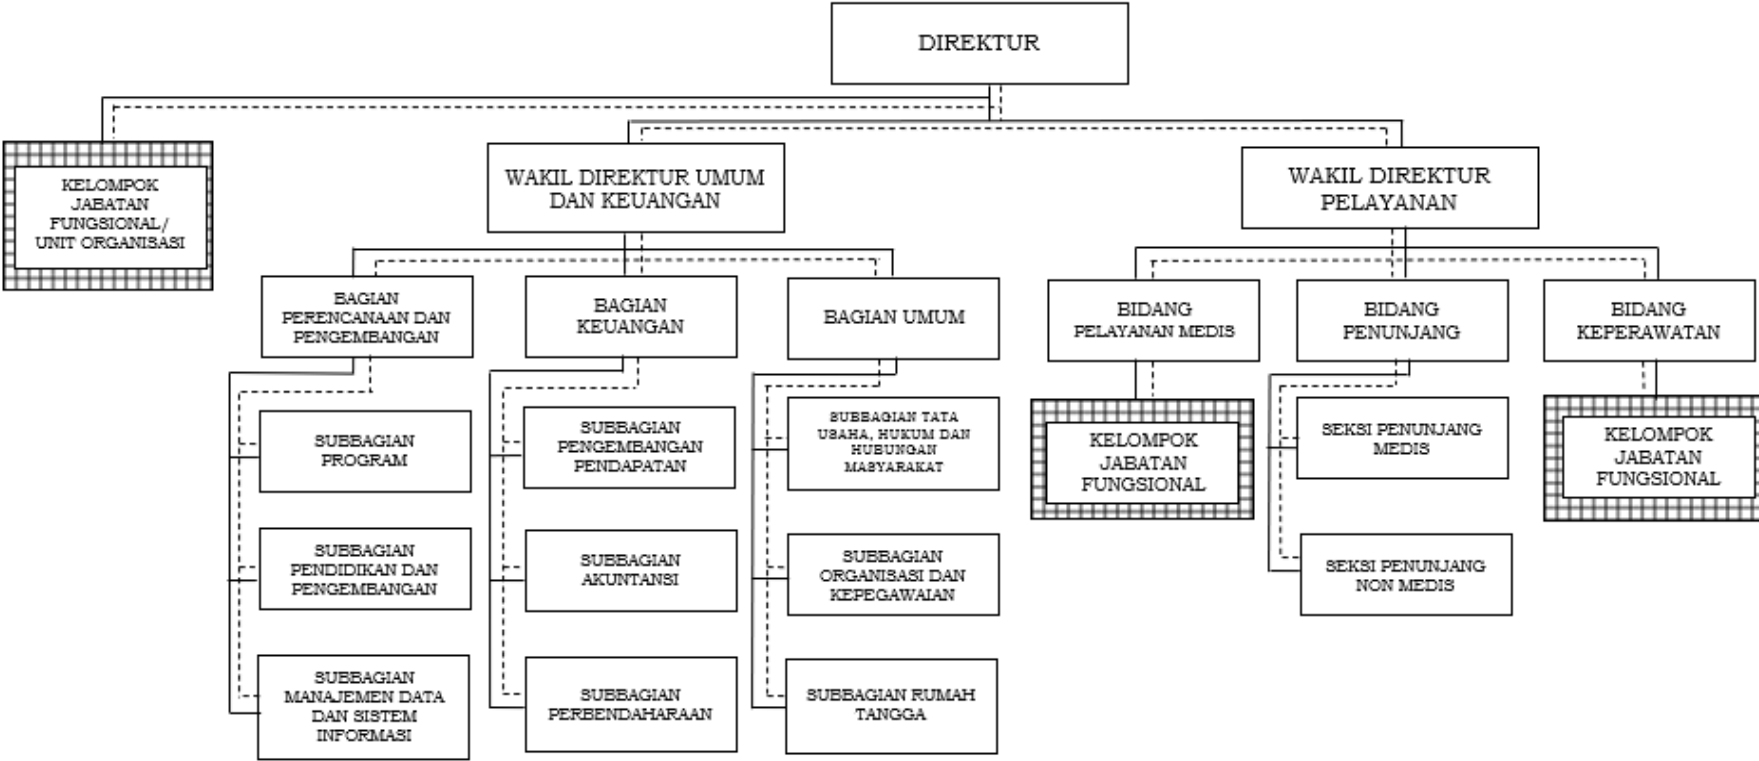 DIREKTUR
KELOMPOK
JABATAN
FUNGSIONAL/
UNIT ORGANISASI
WAKIL DIREKTUR UMUM
DAN KEUANGAN
WAKIL DIREKTUR
PELAYANAN
BAGIAN
PERENCANAAN DAN
PENGEMBANGAN
BAGIAN
KEUANGAN
BAGIAN UMUM
BIDANG
PELAYANAN MEDIS
BIDANG
PENUNJANG
BIDANG
KEPERAWATAN
SUBBAGIAN
PROGRAM
SUBBAGIAN
PENGEMBANGAN
PENDAPATAN
SUBBAGIAN TATA
USAHA, HUKUM DAN
HUBUNGAN
MASYARAKAT
KELOMPOK
JABATAN
FUNGSIONAL
SEKSI PENUNJANG
MEDIS
KELOMPOK
JABATAN
FUNGSIONAL
SUBBAGIAN
PENDIDIKAN DAN
PENGEMBANGAN
SUBBAGIAN
AKUNTANSI
SUBBAGIAN
ORGANISASI DAN
KEPEGAWAIAN
SEKSI PENUNJANG
NON MEDIS
SUBBAGIAN
MANAJEMEN DATA
DAN SISTEM
INFORMASI
SUBBAGIAN
PERBENDAHARAAN
SUBBAGIAN RUMAH
TANGGA